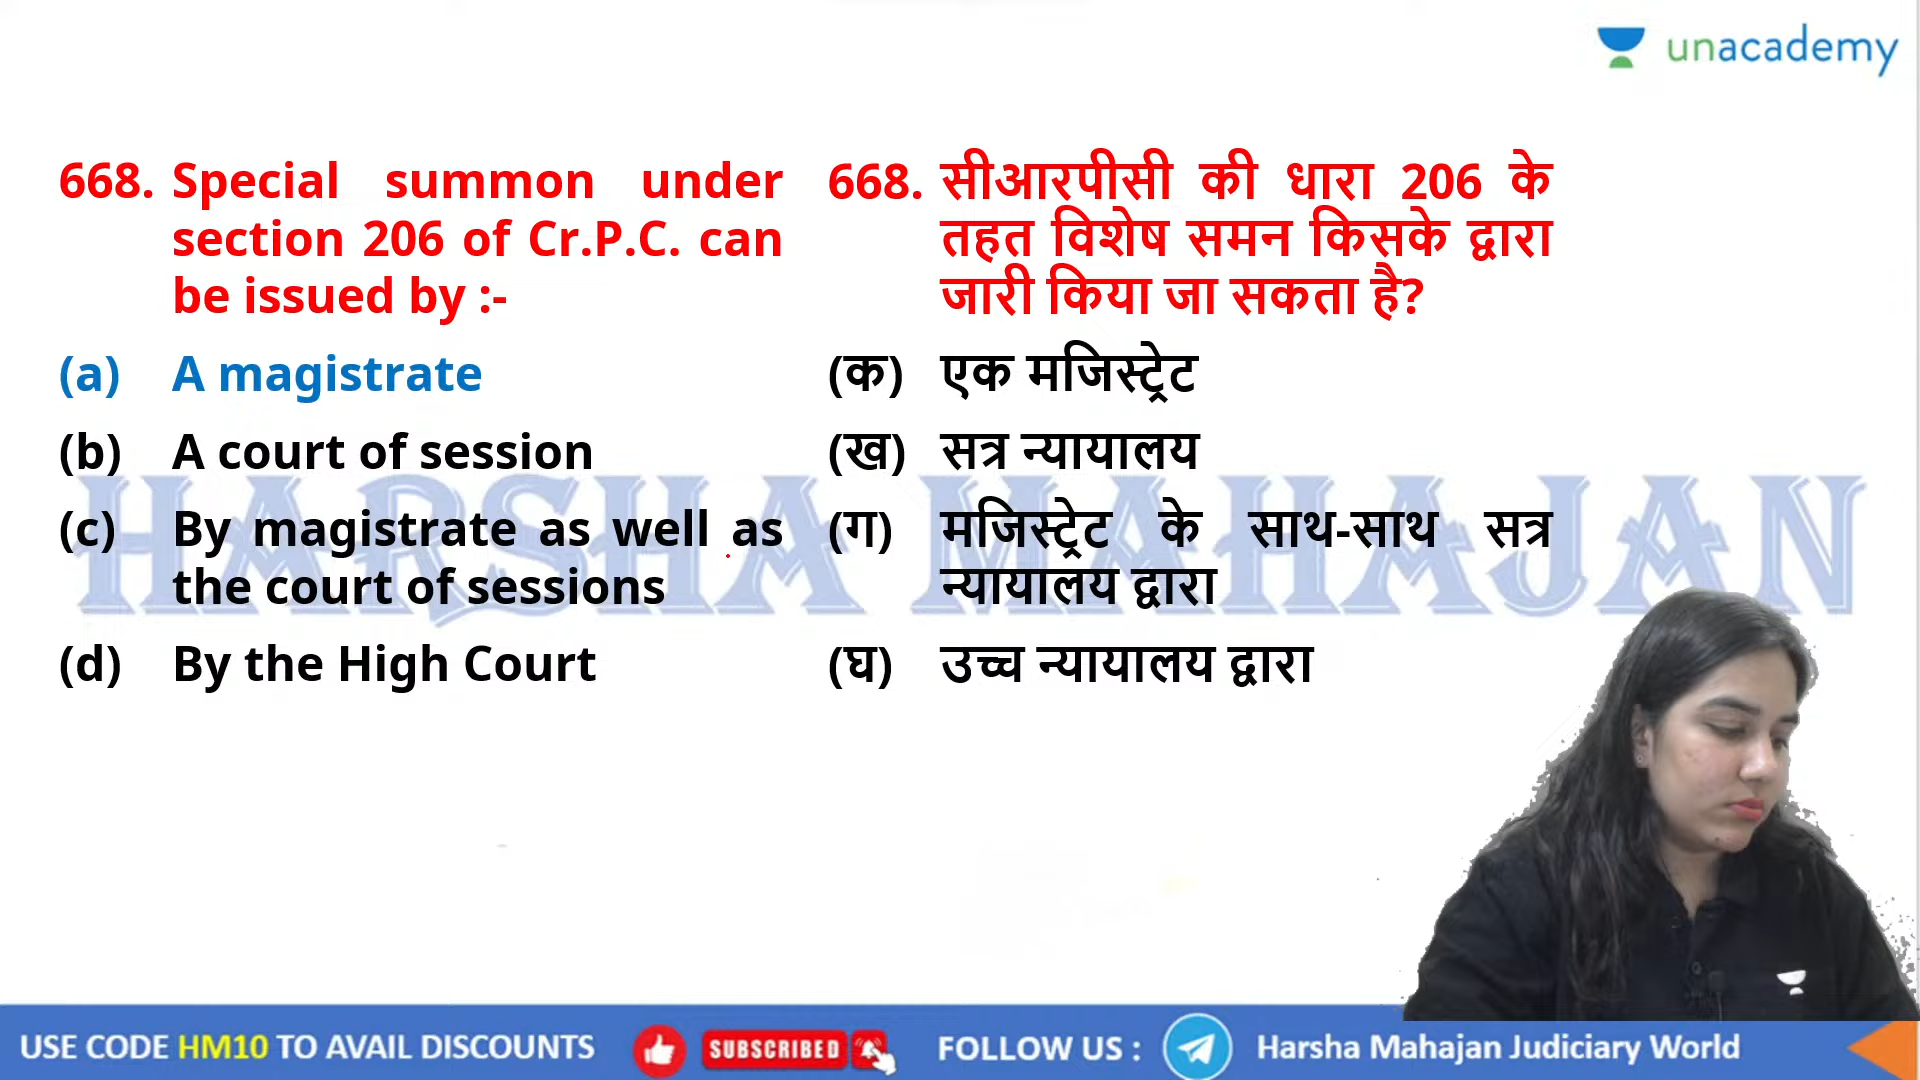 unacademy
668. Special summon under
section 206 of Cr.P.C. can
be issued by :-
(a) A magistrate
(b) A court of session
(c) By magistrate as well as
the court of sessions
(d) By the High Court
668. सीआरपीसी की धारा 206 के
तहत विशेष समन किसके द्वारा
जारी किया जा सकता है?
(क) एक मजिस्ट्रेट
(ख) सत्र न्यायालय
(ग) मजिस्ट्रेट के साथ-साथ सत्र
न्यायालय द्वारा
(घ) उच्च न्यायालय द्वारा
HARSHA MAHAJAN
USE CODE HM10 TO AVAIL DISCOUNTS
SUBSCRIBED
FOLLOW US :
Harsha Mahajan Judiciary World